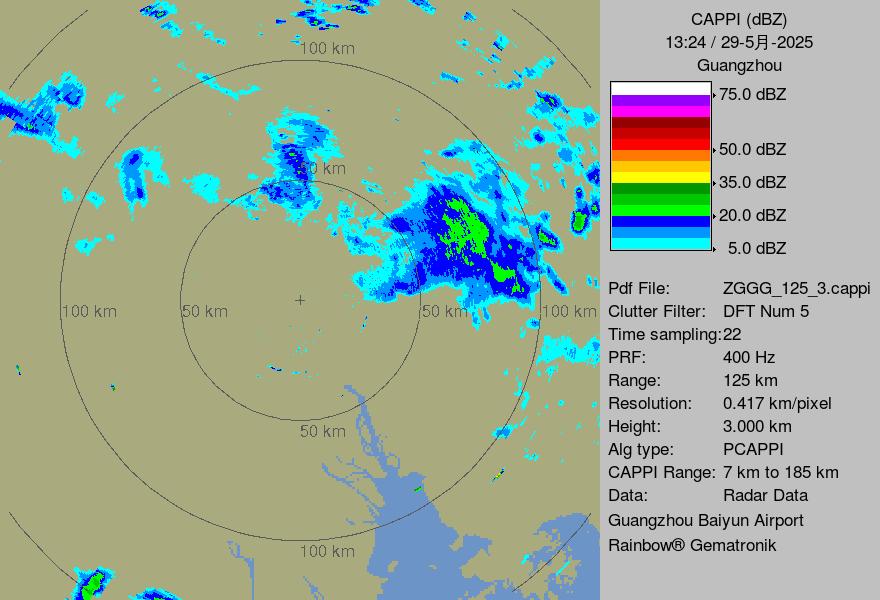 CAPPI (dBZ)
13:24 / 29-5月-2025
Guangzhou
75.0 dBZ
50.0 dBZ
35.0 dBZ
20.0 dBZ
5.0 dBZ
Pdf File: ZGGG_125_3.cappi
Clutter Filter: DFT Num 5
Time sampling:22
PRF: 400 Hz
Range: 125 km
Resolution: 0.417 km/pixel
Height: 3.000 km
Alg type: PCAPPI
CAPPI Range: 7 km to 185 km
Data: Radar Data
Guangzhou Baiyun Airport
Rainbow® Gematronik
100 km
50 km
100 km
50 km
50 km
100 km
50 km
100 km